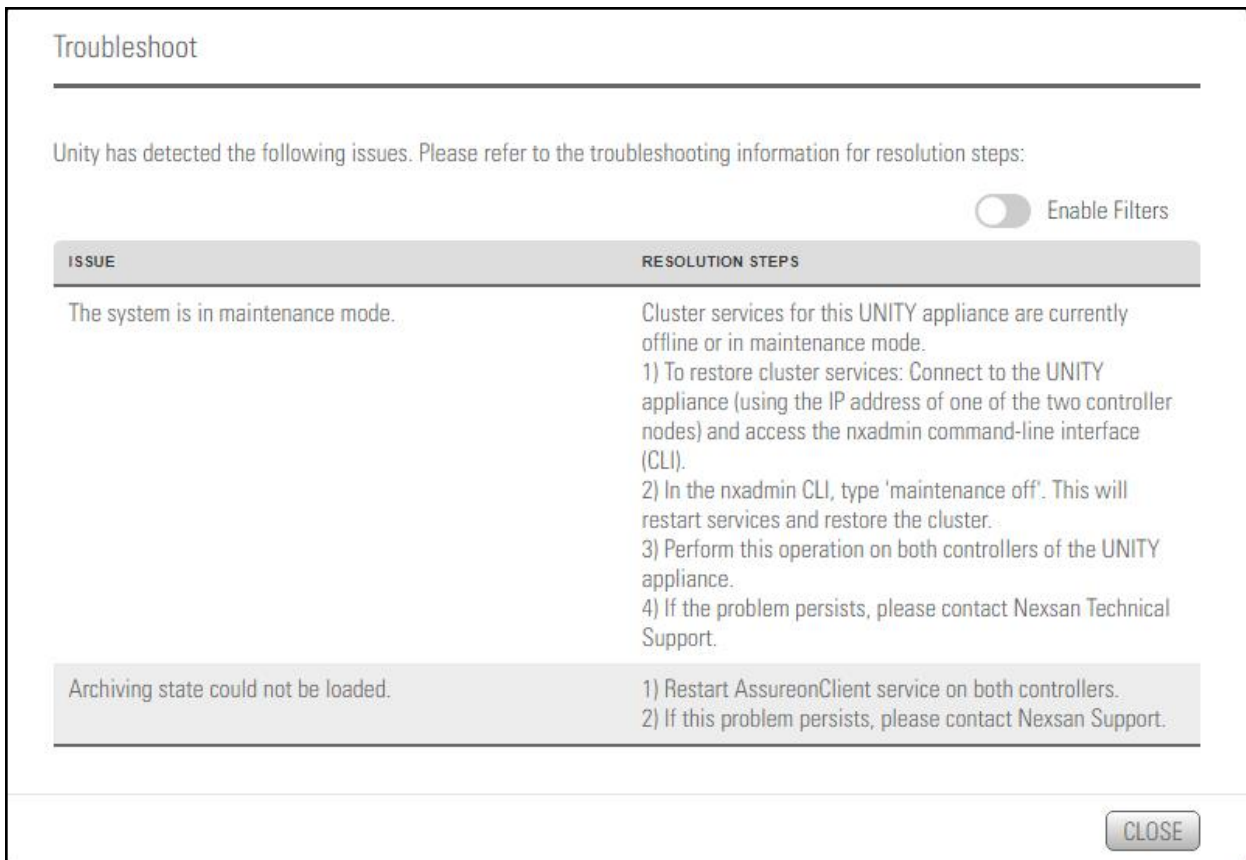 Troubleshoot
Unity has detected the following issues. Please refer to the troubleshooting information for resolution steps:
Enable Filters
ISSUE
RESOLUTION STEPS
The system is in maintenance mode.
Cluster services for this UNITY appliance are currently
offline or in maintenance mode.
1) To restore cluster services: Connect to the UNITY
appliance (using the IP address of one of the two controller
nodes) and access the nxadmin command-line interface
(CLI).
2) In the nxadmin CLI, type 'maintenance off'. This will
restart services and restore the cluster.
3) Perform this operation on both controllers of the UNITY
appliance.
4) If the problem persists, please contact Nexsan Technical
Support.
Archiving state could not be loaded.
1) Restart AssureonClient service on both controllers.
2) If this problem persists, please contact Nexsan Support.
CLOSE